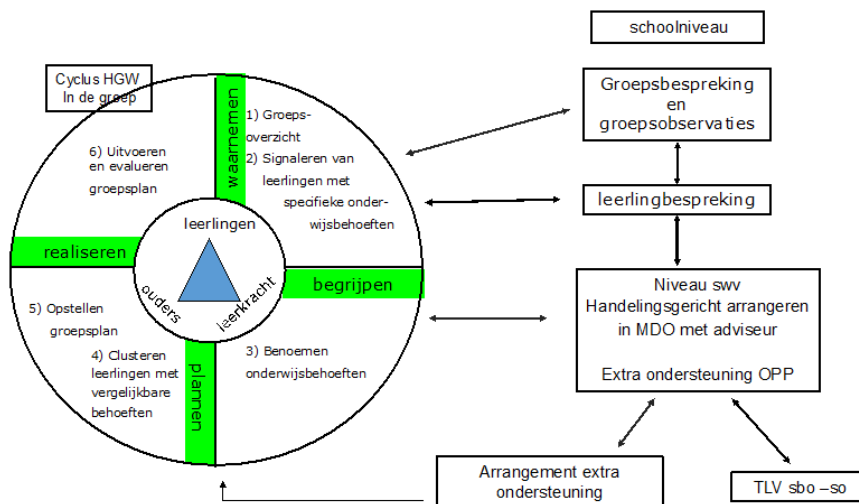 schoolniveau
Cyclus HGW
In de groep
waarnemen
1) Groeps-
overzicht
2) Signaleren van
leerlingen met
specifieke onder-
wijsbehoeften
6) Uitvoeren
en evalueren
groepsplan
leerlingen
ouders
leerkracht
realiseren
begrijpen
5) Opstellen
groepsplan
4) Clusteren
leerlingen met
vergelijkbare
behoeften
plannen
3) Benoemen
onderwijsbehoeften
Groepsbespreking
en
groepsobservaties
leerlingbespreking
Niveau swv
Handelingsgericht arrangeren
in MDO met adviseur
Extra ondersteuning OPP
Arrangement extra
ondersteuning
TLV sbo –so